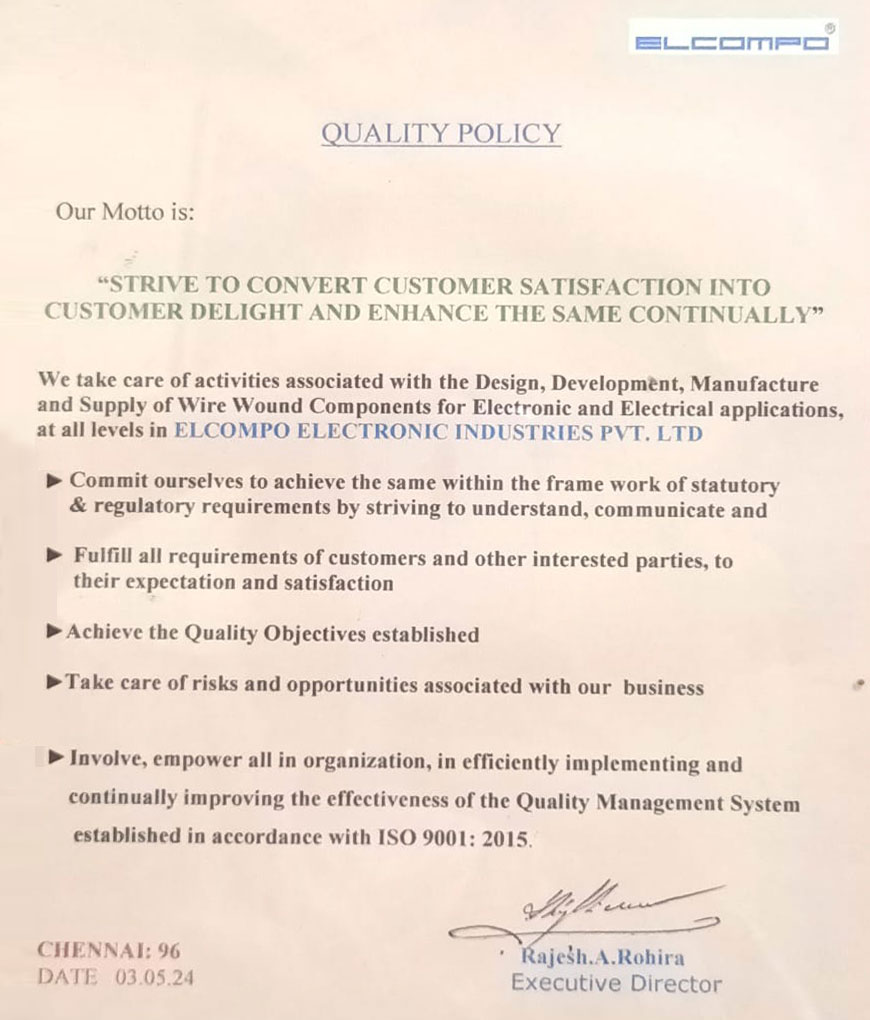 ELCOMPO®
QUALITY POLICY
Our Motto is:
“STRIVE TO CONVERT CUSTOMER SATISFACTION INTO
CUSTOMER DELIGHT AND ENHANCE THE SAME CONTINUALLY”
We take care of activities associated with the Design, Development, Manufacture
and Supply of Wire Wound Components for Electronic and Electrical applications,
at all levels in ELCOMPO ELECTRONIC INDUSTRIES PVT. LTD
► Commit ourselves to achieve the same within the frame work of statutory
& regulatory requirements by striving to understand, communicate and
► Fulfill all requirements of customers and other interested parties, to
their expectation and satisfaction
►Achieve the Quality Objectives established
►Take care of risks and opportunities associated with our business
►Involve, empower all in organization, in efficiently implementing and
continually improving the effectiveness of the Quality Management System
established in accordance with ISO 9001: 2015.
Rajesh.A.Rohira
Executive Director
CHENNAI: 96
DATE 03.05.24